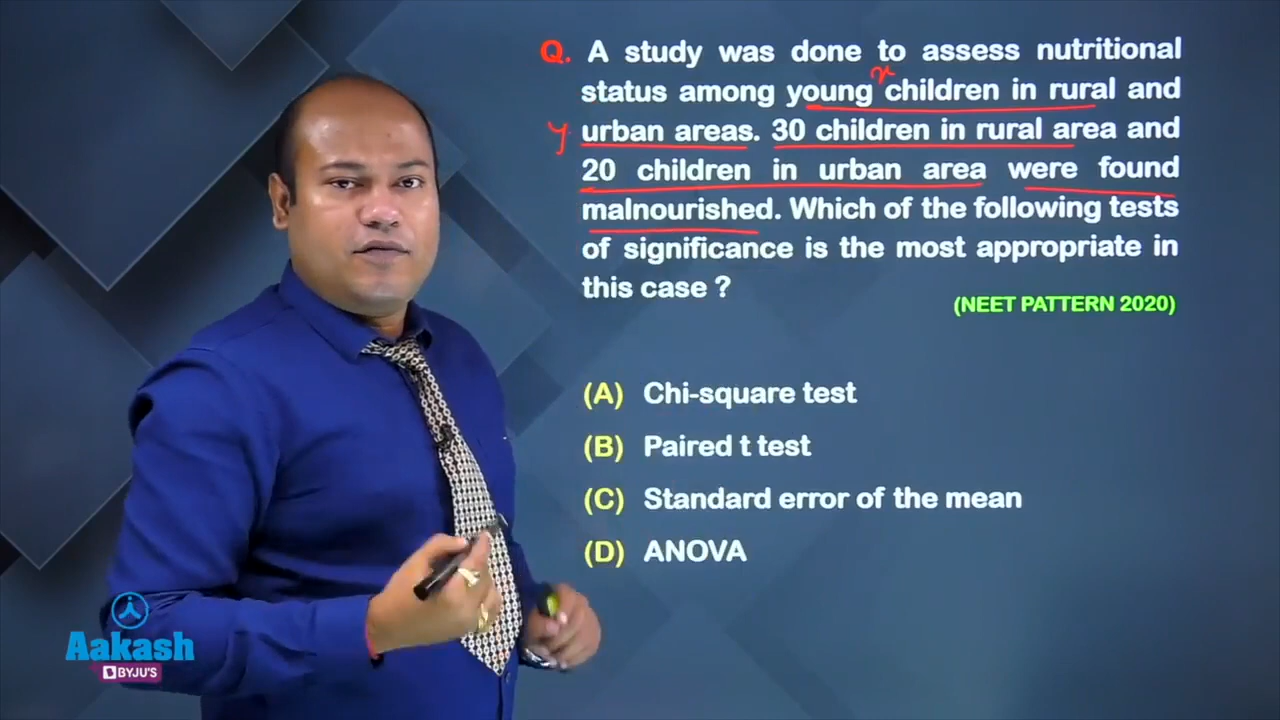 Q. A study was done to assess nutritional
x
status among young children in rural and
y urban areas. 30 children in rural area and
20 children in urban area were found
malnourished. Which of the following tests
of significance is the most appropriate in
this case ?
(NEET PATTERN 2020)
(A) Chi-square test
(B) Paired t test
(C) Standard error of the mean
(D) ANOVA
Aakash
BYJU'S